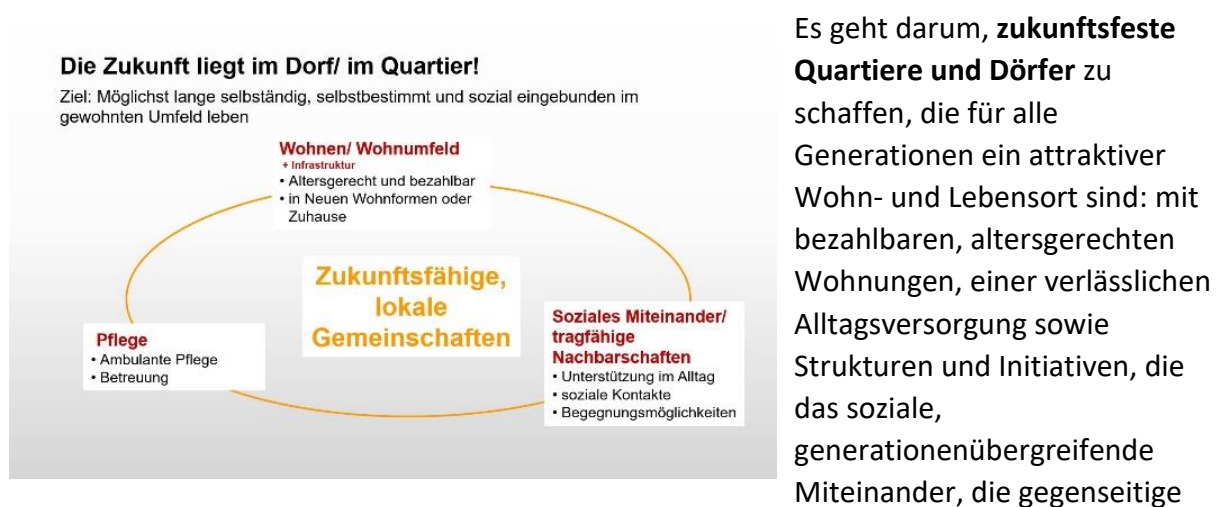 Die Zukunft liegt im Dorf/ im Quartier!
Ziel: Möglichst lange selbständig, selbstbestimmt und sozial eingebunden im
gewohnten Umfeld leben
Wohnen/ Wohnumfeld
+ Infrastruktur
• Altersgerecht und bezahlbar
• in Neuen Wohnformen oder
Zuhause
Zukunftsfähige,
lokale
Gemeinschaften
Pflege
• Ambulante Pflege
• Betreuung
Soziales Miteinander/
tragfähige
Nachbarschaften
• Unterstützung im Alltag
• soziale Kontakte
• Begegnungsmöglichkeiten
Es geht darum, zukunftsfeste
Quartiere und Dörfer zu
schaffen, die für alle
Generationen ein attraktiver
Wohn- und Lebensort sind: mit
bezahlbaren, altersgerechten
Wohnungen, einer verlässlichen
Alltagsversorgung sowie
Strukturen und Initiativen, die
das soziale,
generationenübergreifende
Miteinander, die gegenseitige